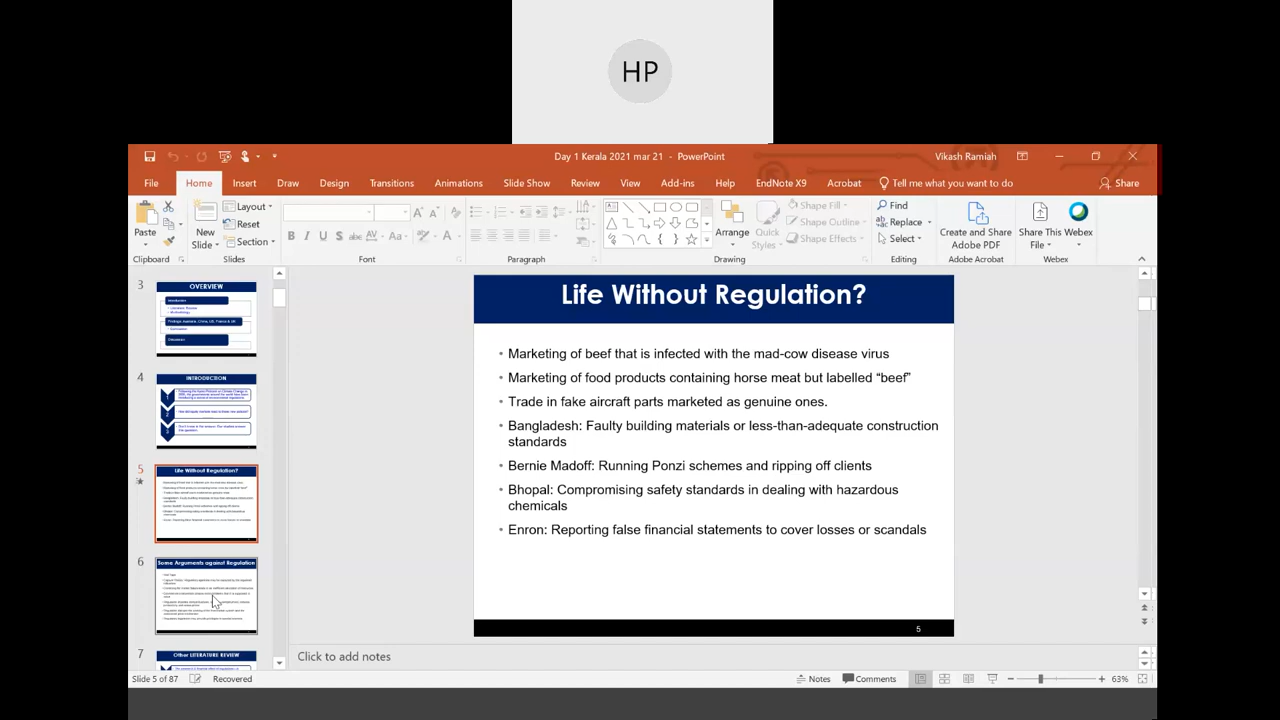 HP
Day 1 Kerala 2021 mar 21 - PowerPoint
Vikash Ramiah
File Home Insert Draw Design Transitions Animations Slide Show Review View Add-ins Help EndNote X9 Acrobat Tell me what you want to do Share
Paste
Clipboard
New
Slide
Layout
Reset
Section
Slides
B I U S abc AV Aa A
Font
Paragraph
Arrange
Quick
Styles
Shape Fill
Shape Outline
Shape Effects
Drawing
Find
Replace
Select
Editing
Create and Share
Adobe PDF
Adobe Acrobat
Share This
File
Webex
Webex
3
OVERVIEW
4
INTRODUCTION
5
Life Without Regulation?
6
Some Arguments against Regulation
7
Other LITERATURE REVIEW
Life Without Regulation?
• Marketing of beef that is infected with the mad-cow disease virus
• Marketing of food products containing horse meat but labelled “beef”
• Trade in fake aircraft parts marketed as genuine ones.
• Bangladesh: Faulty building materials or less-than-adequate construction
standards
• Bernie Madoff: Running Ponzi schemes and ripping off clients
• Bhopal: Compromising safety standards in dealing with hazardous
chemicals
• Enron: Reporting false financial statements to cover losses or scandals
5
Click to add notes
Slide 5 of 87 Recovered Notes Comments 63%